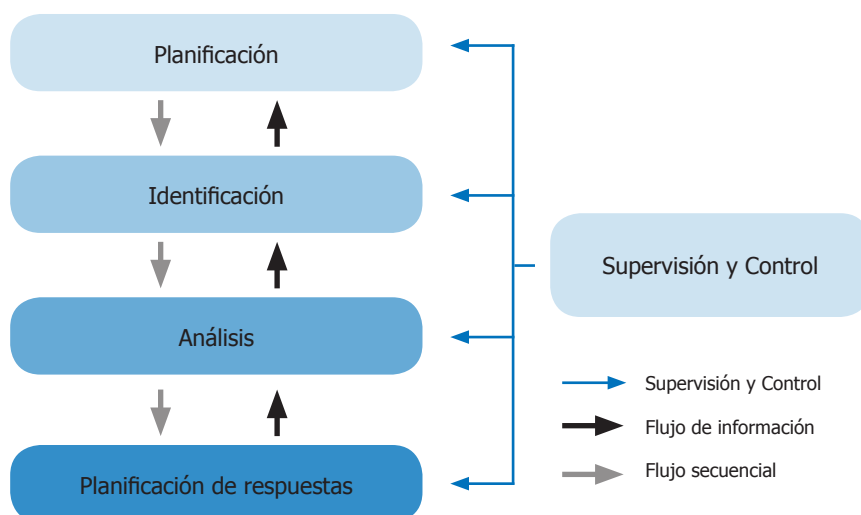 Planificación
Identificación
Análisis
Planificación de respuestas
Supervisión y Control
Supervisión y Control
Flujo de información
Flujo secuencial